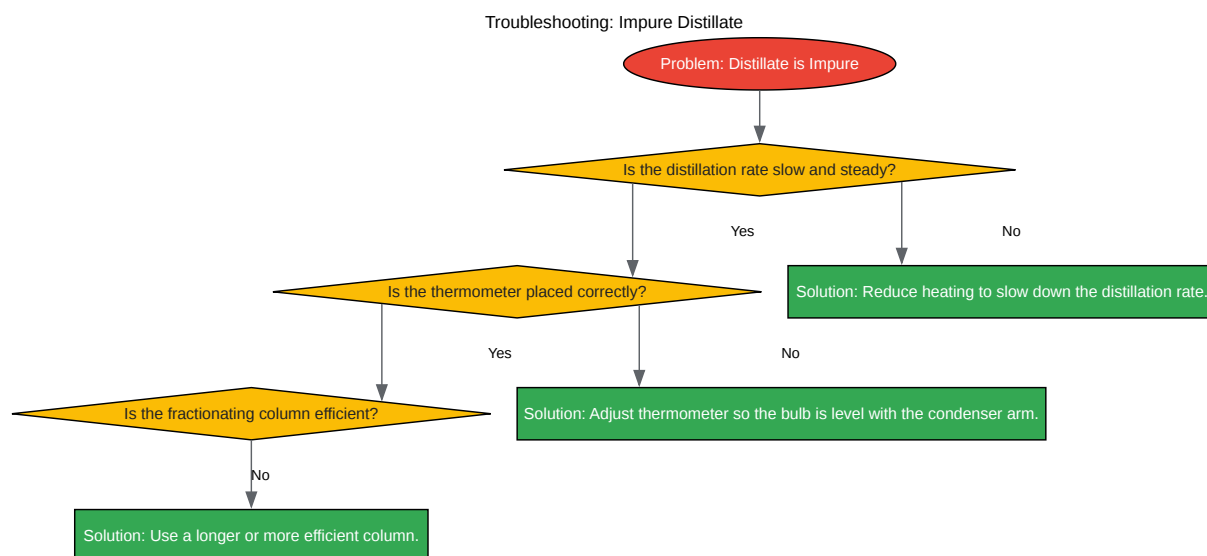 Troubleshooting: Impure Distillate
Problem: Distillate is Impure
Is the distillation rate slow and steady?
Yes
No
Is the thermometer placed correctly?
Solution: Reduce heating to slow down the distillation rate.
Yes
No
Is the fractionating column efficient?
Solution: Adjust thermometer so the bulb is level with the condenser arm.
No
Solution: Use a longer or more efficient column.